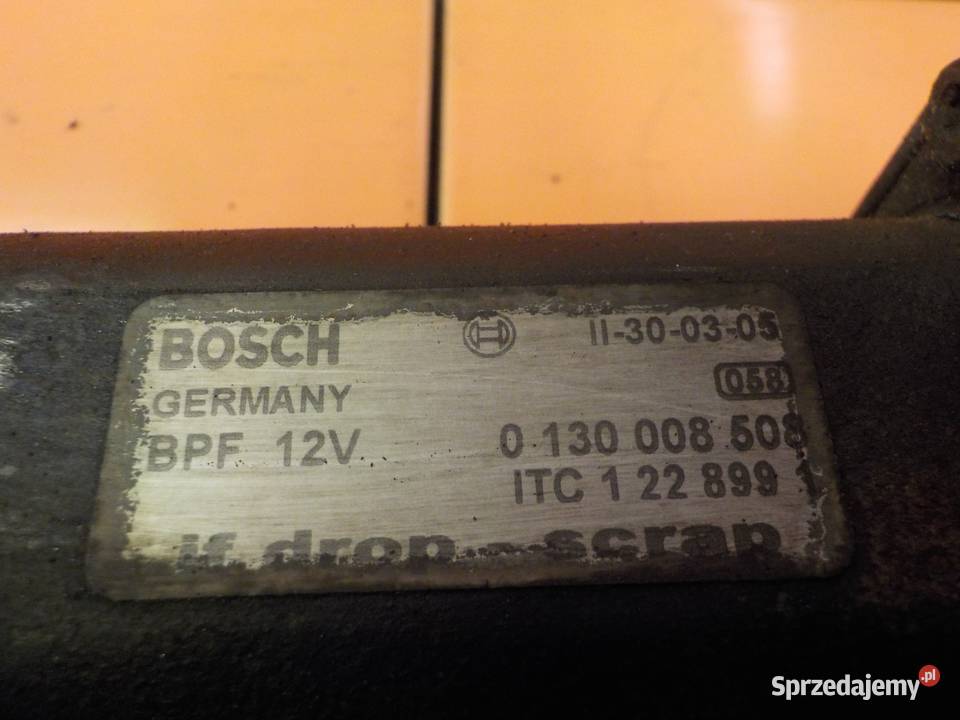 BOSCH II-30-03-05
GERMANY 058
BPF 12V 0 130 008 508
ITC 1 22 899 1
if drop... scrap
Sprzedajemy.pl